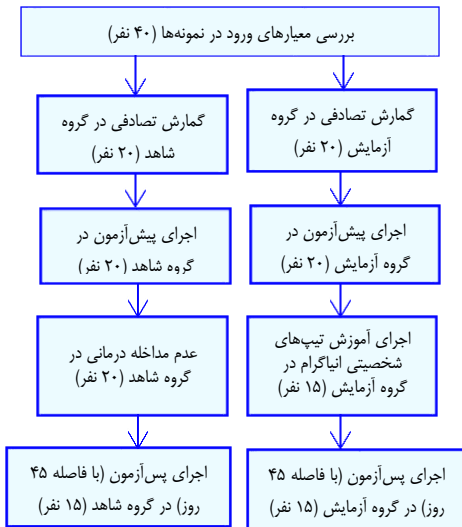 بررسی معیارهای ورود در نمونه‌ها (۴۰ نفر)
گمارش تصادفی در گروه
آزمایش (۲۰ نفر)
گمارش تصادفی در گروه
شاهد (۲۰ نفر)
اجرای پیش‌آزمون در
گروه آزمایش (۲۰ نفر)
اجرای پیش‌آزمون در
گروه شاهد (۲۰ نفر)
اجرای آموزش تیپ‌های
شخصیتی انیاگرام در
گروه آزمایش (۱۵ نفر)
عدم مداخله درمانی در
گروه شاهد (۲۰ نفر)
اجرای پس‌آزمون (با فاصله ۴۵
روز) در گروه آزمایش (۱۵ نفر)
اجرای پس‌آزمون (با فاصله ۴۵
روز) در گروه شاهد (۱۵ نفر)